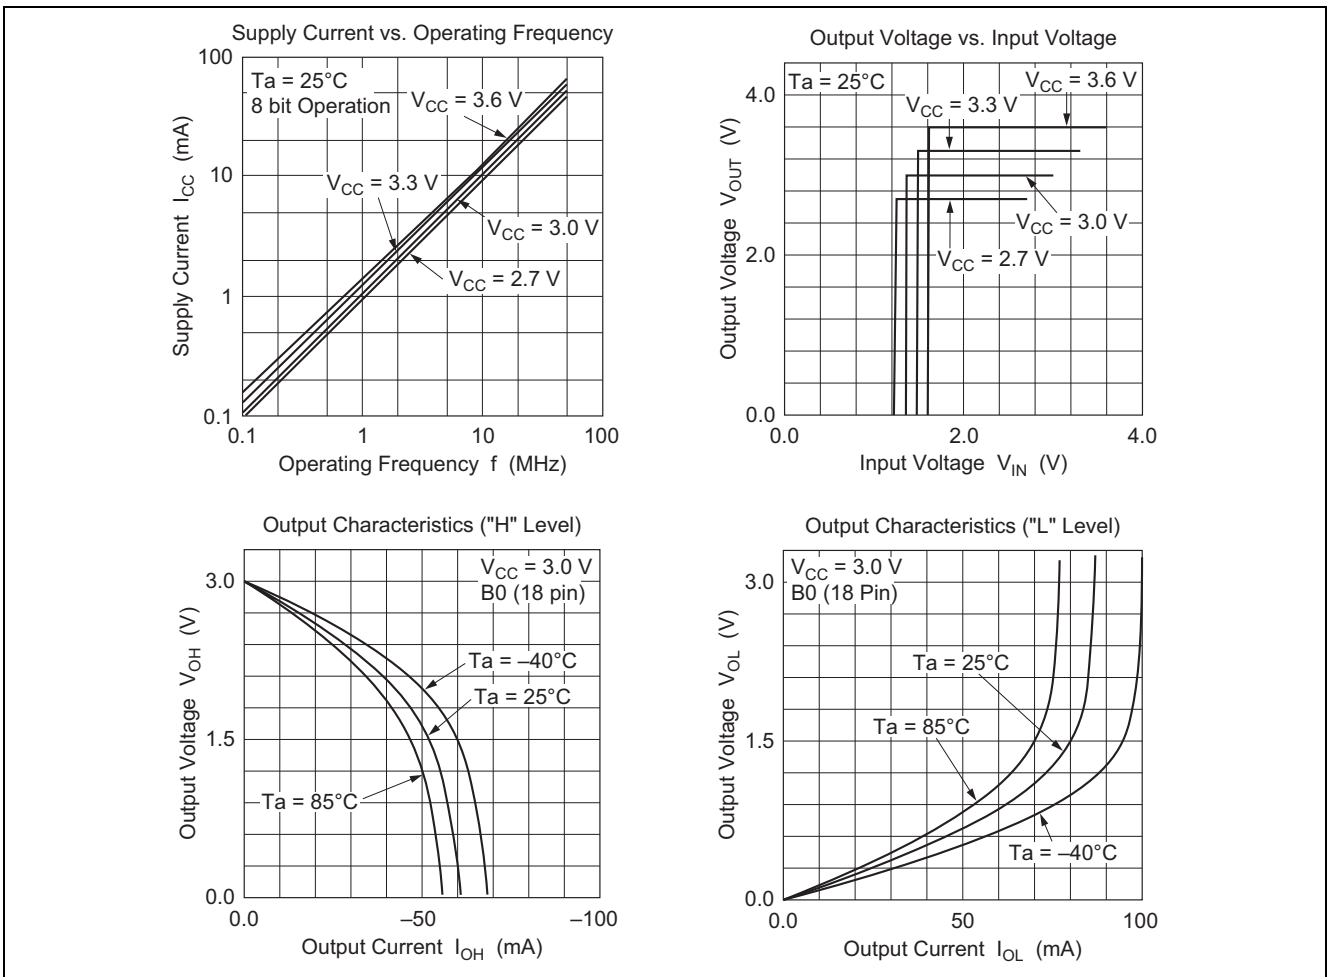 Supply Current vs. Operating Frequency
100
10
1
0.1
Supply Current ICC (mA)
Ta = 25°C
8 bit Operation
VCC = 3.6 V
VCC = 3.3 V
VCC = 3.0 V
VCC = 2.7 V
0.1
1
10
100
Operating Frequency f (MHz)
Output Voltage vs. Input Voltage
4.0
2.0
0.0
Output Voltage VOUT (V)
Ta = 25°C
VCC = 3.6 V
VCC = 3.3 V
VCC = 3.0 V
VCC = 2.7 V
0.0
2.0
4.0
Input Voltage VIN (V)
Output Characteristics ("H" Level)
3.0
1.5
0.0
Output Voltage VOH (V)
VCC = 3.0 V
B0 (18 pin)
Ta = –40°C
Ta = 25°C
Ta = 85°C
0.0
–50
–100
Output Current IOH (mA)
Output Characteristics ("L" Level)
3.0
1.5
0.0
Output Voltage VOL (V)
VCC = 3.0 V
B0 (18 Pin)
Ta = 25°C
Ta = 85°C
Ta = –40°C
0.0
50
100
Output Current IOL (mA)